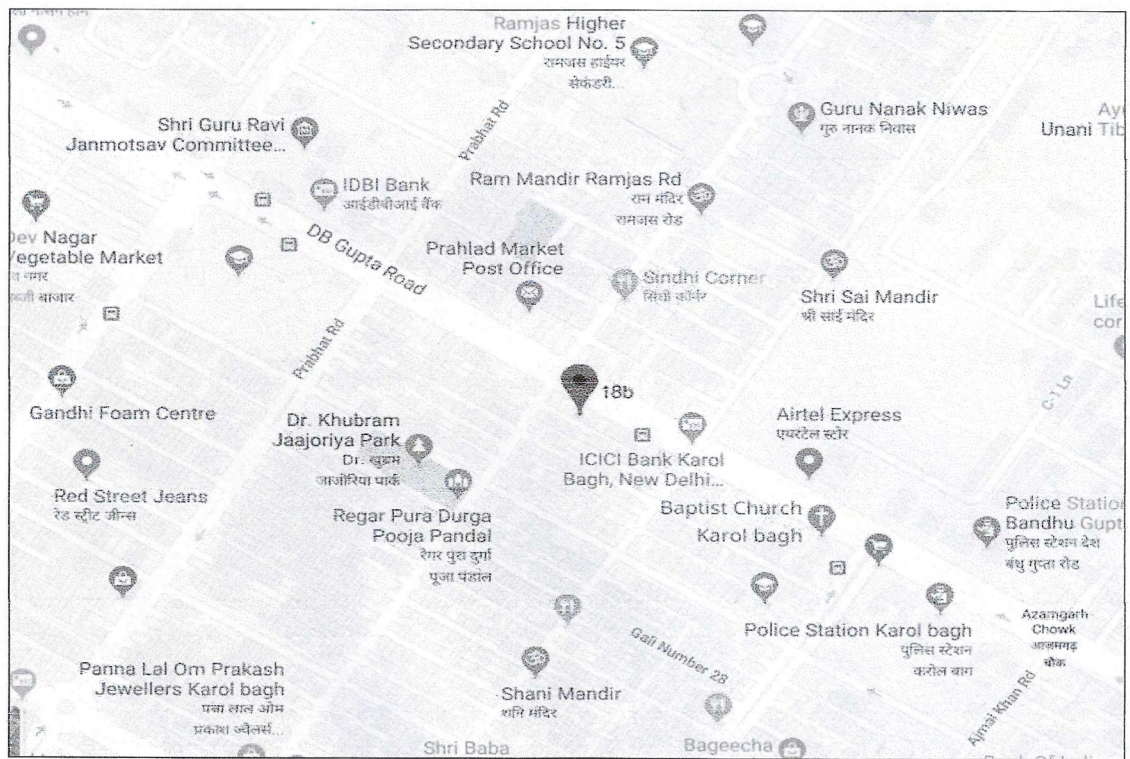 Ramjas Higher
Secondary School No. 5
रामजस हाईयर
सेकंडरी...
Prabhat Rd
Guru Nanak Niwas
गुरु नानक निवास
Unani Tib
Shri Guru Ravi
Janmotsav Committee...
IDBI Bank
आईडीबीआई बैंक
Ram Mandir Ramjas Rd
राम मंदिर
रामजस रोड
Dev Nagar
Vegetable Market
DB Gupta Road
Prahlad Market
Post Office
Sindhi Corner
सिंधी कॉर्नर
Shri Sai Mandir
श्री साई मंदिर
Life
cor
Prabhat Rd
18b
C-1 Ln
Gandhi Foam Centre
Dr. Khubram
Jaajoriya Park
Dr. खुब्रम
जाजोरिया पार्क
Airtel Express
एयरटेल स्टोर
ICICI Bank Karol
Bagh, New Delhi...
Red Street Jeans
रेड स्ट्रीट जीन्स
Regar Pura Durga
Pooja Pandal
रैगर पुरा दुर्गा
पूजा पंडाल
Baptist Church
Karol bagh
Police Station
Bandhu Gupt
पुलिस स्टेशन देश
बंधु गुप्ता रोड
Police Station Karol bagh
पुलिस स्टेशन
करोल बाग
Azamgarh
Chowk
आज़मगढ़
चौक
Gali Number 28
Ajmal Khan Rd
Panna Lal Om Prakash
Jewellers Karol bagh
पन्ना लाल ओम
प्रकाश ज्वैलर्स...
Shani Mandir
शनि मंदिर
Shri Baba
Bageecha